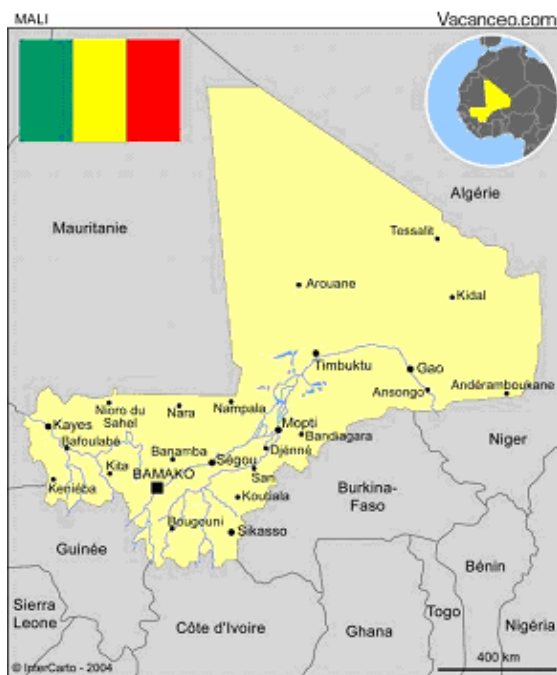 MALI
Vacanceo.com
Algérie
Mauritanie
Tessalit
Arouane
Kidal
Timbuktu
Gao
Ansongo
Andéramboukane
Nioro du
Sahel
Nara
Nampala
Kayes
Mopti
Bandiagara
Bafoulabé
Banamba
Djénné
Niger
Kita
Ségou
San
BAMAKO
Keniéba
Koutiala
Burkina-
Faso
Bougouni
Sikasso
Guinée
Bénin
Sierra
Leone
Côte d'Ivoire
Ghana
Togo
Nigéria
© InterCarto - 2004
400 km